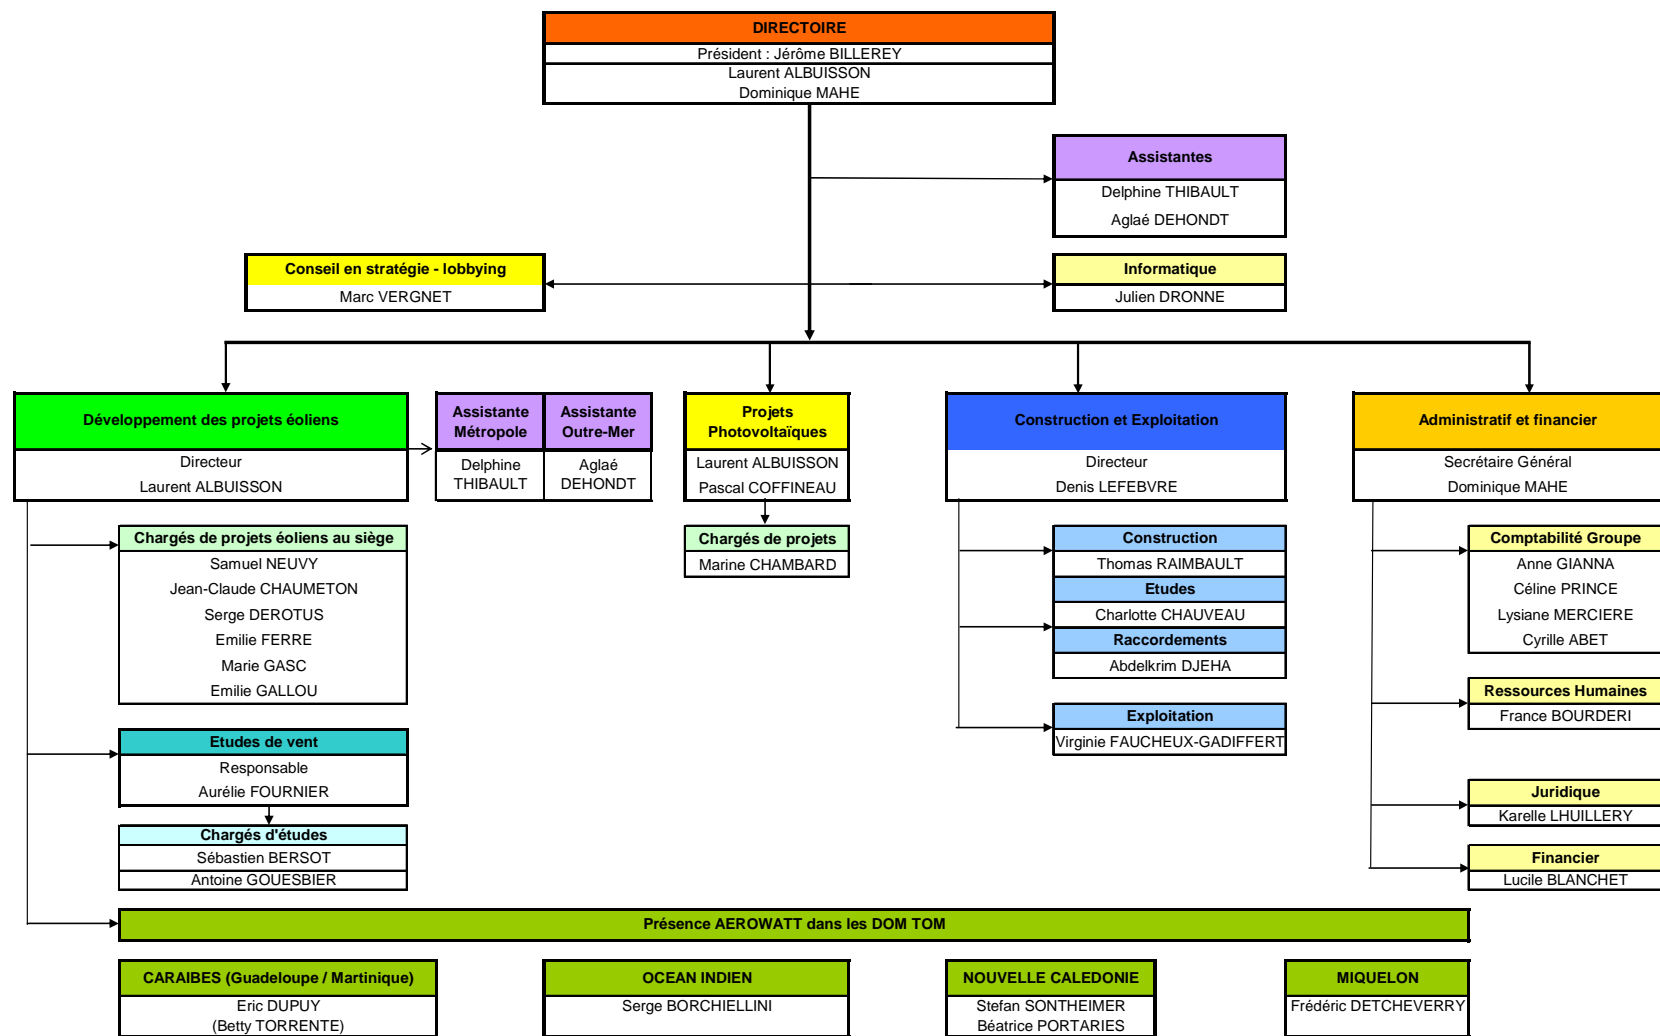 DIRECTOIRE
Président : Jérôme BILLEREY
Laurent ALBUISSON
Dominique MAHE
Assistantes
Delphine THIBAULT
Aglaé DEHONDT
Conseil en stratégie - lobbying
Marc VERGNET
Informatique
Julien DRONNE
Développement des projets éoliens
Directeur
Laurent ALBUISSON
Assistante
Métropole
Delphine
THIBAULT
Assistante
Outre-Mer
Aglaé
DEHONDT
Projets
Photovoltaïques
Laurent ALBUISSON
Pascal COFFINEAU
Chargés de projets
Marine CHAMBARD
Construction et Exploitation
Directeur
Denis LEFEBVRE
Administratif et financier
Secrétaire Général
Dominique MAHE
Chargés de projets éoliens au siège
Samuel NEUVY
Jean-Claude CHAUMETON
Serge DEROTUS
Emilie FERRE
Marie GASC
Emilie GALLOU
Etudes de vent
Responsable
Aurélie FOURNIER
Chargés d'études
Sébastien BERSOT
Antoine GOUESBIER
Construction
Thomas RAIMBAULT
Etudes
Charlotte CHAUVEAU
Raccordements
Abdelkrim DJEHA
Exploitation
Virginie FAUCHEUX-GADIFFERT
Comptabilité Groupe
Anne GIANNA
Céline PRINCE
Lysiane MERCIERE
Cyrille ABET
Ressources Humaines
France BOURDERI
Juridique
Karelle LHUILLERY
Financier
Lucile BLANCHET
Présence AEROWATT dans les DOM TOM
CARAIBES (Guadeloupe / Martinique)
Eric DUPUY
(Betty TORRENTE)
OCEAN INDIEN
Serge BORCHIELLINI
NOUVELLE CALEDONIE
Stefan SONTHEIMER
Béatrice PORTARIES
MIQUELON
Frédéric DETCHEVERRY